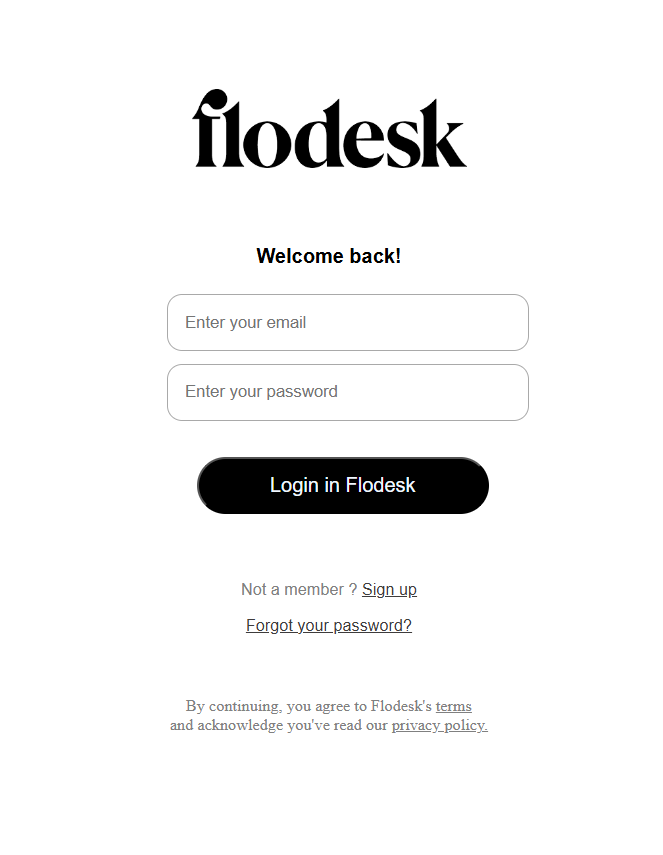 flodesk
Welcome back!
Enter your email
Enter your password
Login in Flodesk
Not a member ? Sign up
Forgot your password?
By continuing, you agree to Flodesk's terms
and acknowledge you've read our privacy policy.